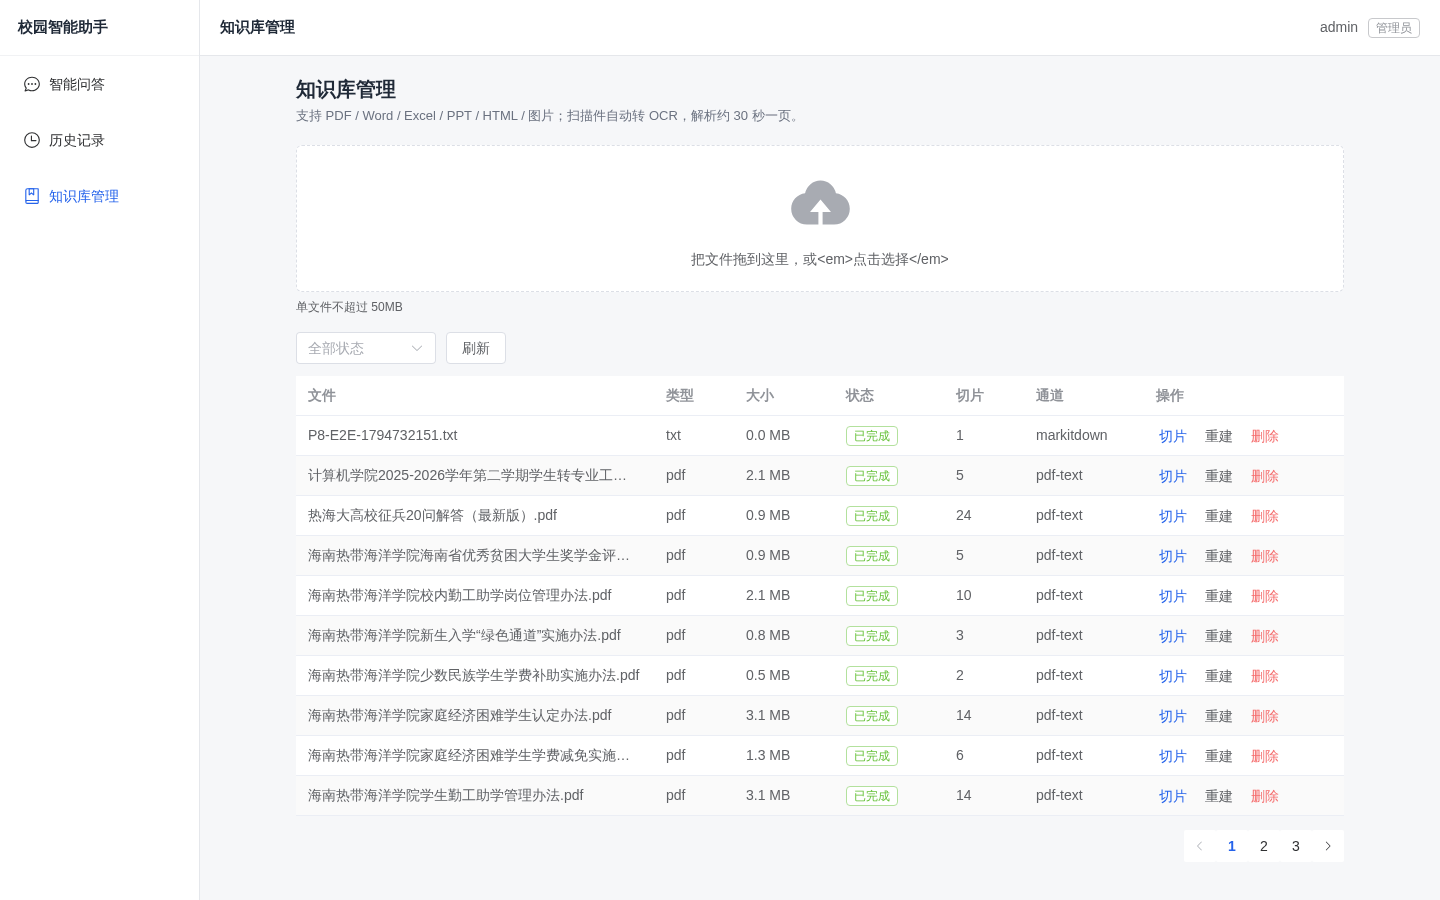 校园智能助手
知识库管理
admin 管理员
智能问答
历史记录
知识库管理
知识库管理
支持 PDF / Word / Excel / PPT / HTML / 图片；扫描件自动转 OCR，解析约 30 秒一页。
把文件拖到这里，或<em>点击选择</em>
单文件不超过 50MB
全部状态 刷新
文件 类型 大小 状态 切片 通道 操作
P8-E2E-1794732151.txt txt 0.0 MB 已完成 1 markitdown 切片 重建 删除
计算机学院2025-2026学年第二学期学生转专业工… pdf 2.1 MB 已完成 5 pdf-text 切片 重建 删除
热海大高校征兵20问解答（最新版）.pdf pdf 0.9 MB 已完成 24 pdf-text 切片 重建 删除
海南热带海洋学院海南省优秀贫困大学生奖学金评… pdf 0.9 MB 已完成 5 pdf-text 切片 重建 删除
海南热带海洋学院校内勤工助学岗位管理办法.pdf pdf 2.1 MB 已完成 10 pdf-text 切片 重建 删除
海南热带海洋学院新生入学“绿色通道”实施办法.pdf pdf 0.8 MB 已完成 3 pdf-text 切片 重建 删除
海南热带海洋学院少数民族学生学费补助实施办法.pdf pdf 0.5 MB 已完成 2 pdf-text 切片 重建 删除
海南热带海洋学院家庭经济困难学生认定办法.pdf pdf 3.1 MB 已完成 14 pdf-text 切片 重建 删除
海南热带海洋学院家庭经济困难学生学费减免实施… pdf 1.3 MB 已完成 6 pdf-text 切片 重建 删除
海南热带海洋学院学生勤工助学管理办法.pdf pdf 3.1 MB 已完成 14 pdf-text 切片 重建 删除
1 2 3